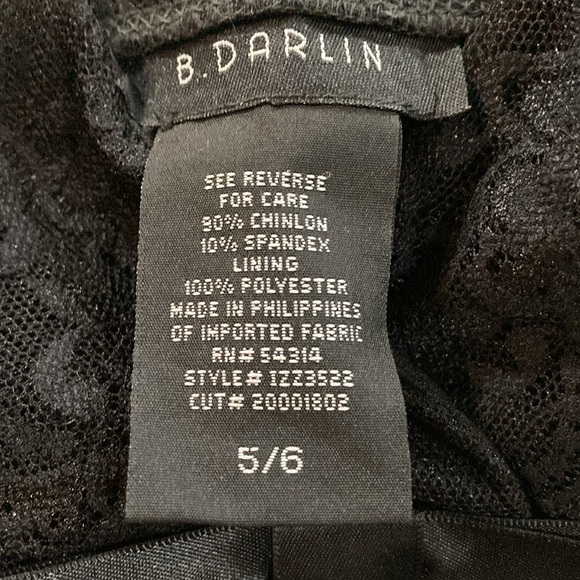 B.DARLIN
SEE REVERSE
FOR CARE
90% CHINLON
10% SPANDEX
LINING
100% POLYESTER
MADE IN PHILIPPINES
OF IMPORTED FABRIC
RN# 54314
STYLE# 1ZZ3522
CUT# 20001802
5/6